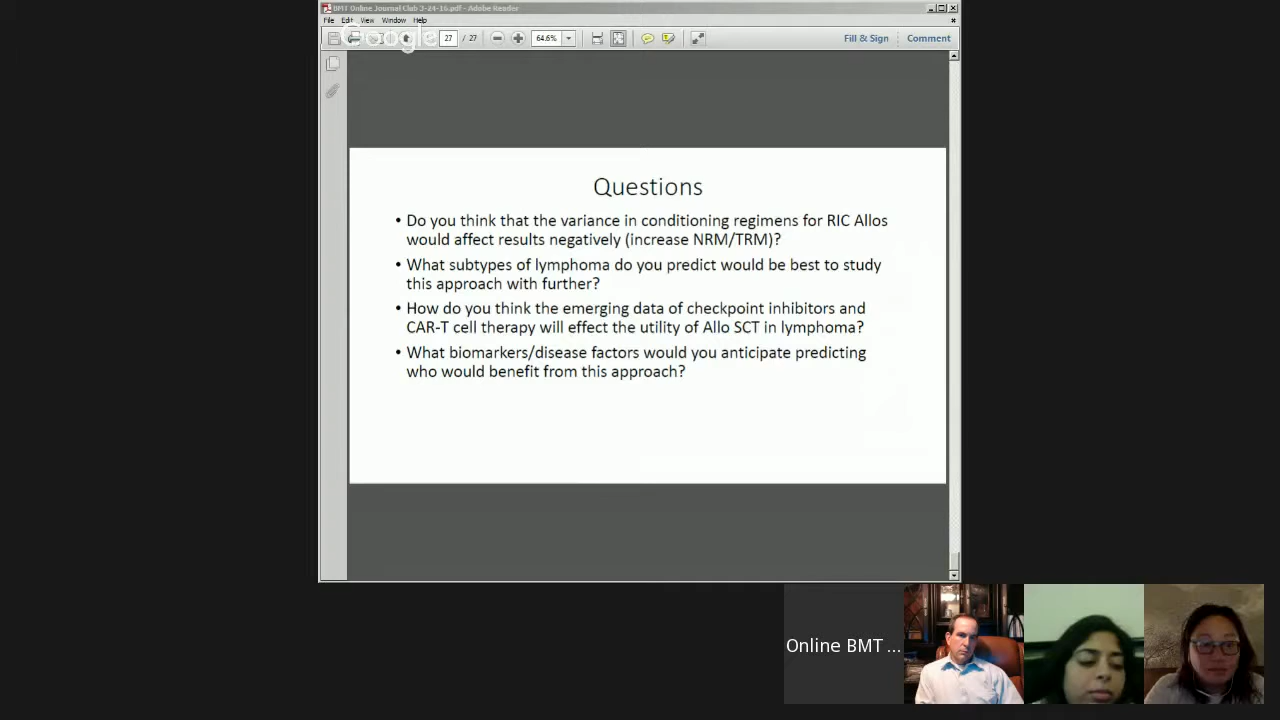 BMT Online Journal Club 3-24-16.pdf - Adobe Reader
File Edit View Window Help
Google
27 / 27 64.6% Fill & Sign Comment
Questions
• Do you think that the variance in conditioning regimens for RIC Allos
would affect results negatively (increase NRM/TRM)?
• What subtypes of lymphoma do you predict would be best to study
this approach with further?
• How do you think the emerging data of checkpoint inhibitors and
CAR-T cell therapy will effect the utility of Allo SCT in lymphoma?
• What biomarkers/disease factors would you anticipate predicting
who would benefit from this approach?
Online BMT ...